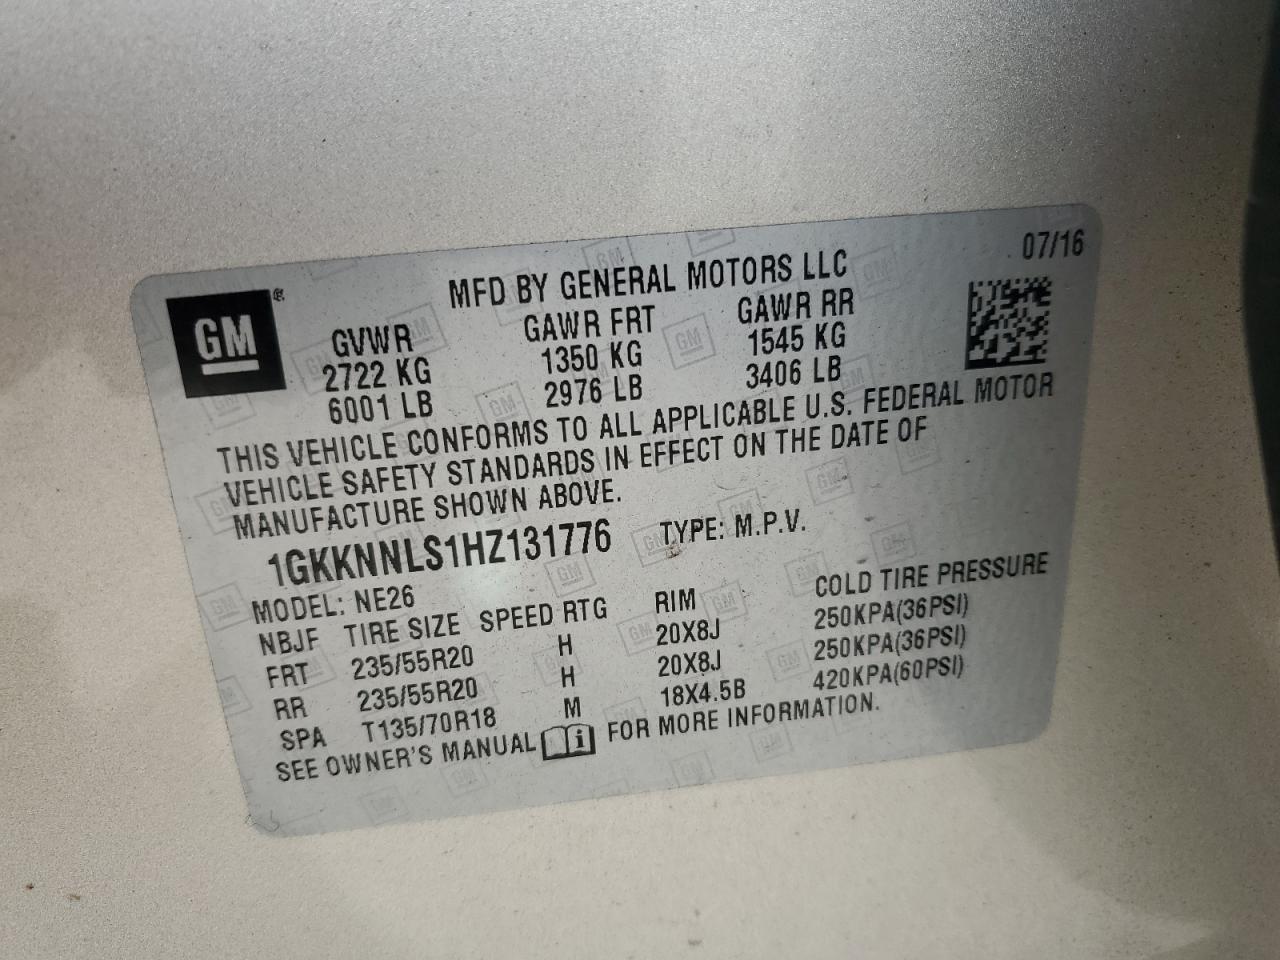 07/16
MFD BY GENERAL MOTORS LLC
GM®
GVWR GAWR FRT GAWR RR
2722 KG 1350 KG 1545 KG
6001 LB 2976 LB 3406 LB
THIS VEHICLE CONFORMS TO ALL APPLICABLE U.S. FEDERAL MOTOR
VEHICLE SAFETY STANDARDS IN EFFECT ON THE DATE OF
MANUFACTURE SHOWN ABOVE.
1GKKNNLS1HZ131776 TYPE: M.P.V.
MODEL: NE26
NBJF TIRE SIZE SPEED RTG RIM COLD TIRE PRESSURE
FRT 235/55R20 H 20X8J 250KPA(36PSI)
RR 235/55R20 H 20X8J 250KPA(36PSI)
SPA T135/70R18 M 18X4.5B 420KPA(60PSI)
SEE OWNER'S MANUAL i FOR MORE INFORMATION.